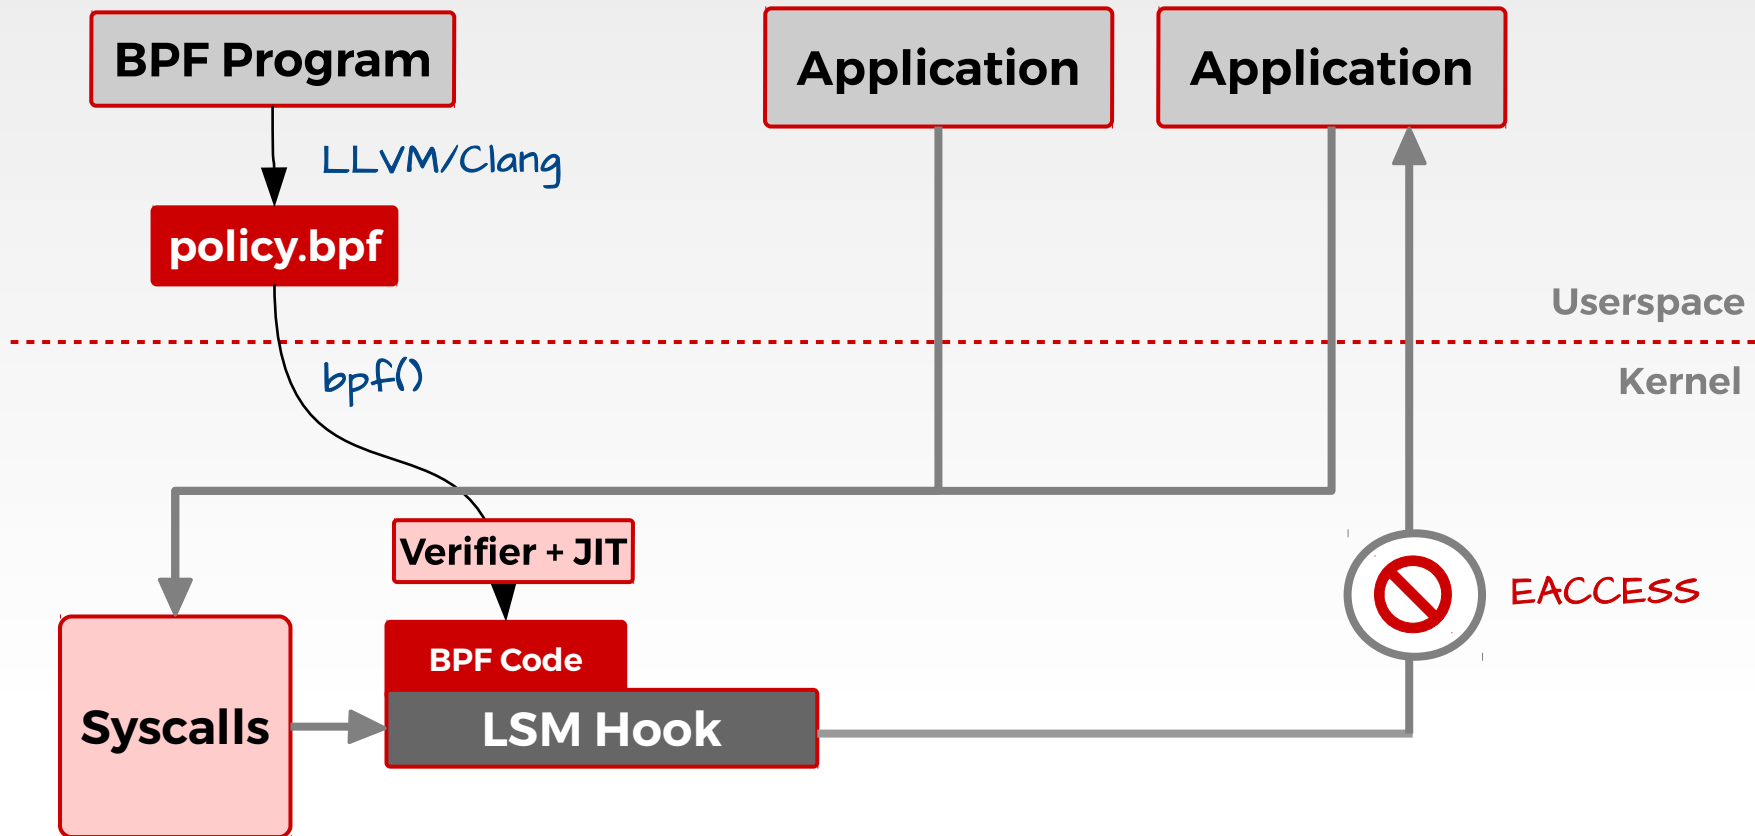 BPF Program
Application
Application
LLVM/Clang
policy.bpf
Userspace
bpf()
Kernel
Verifier + JIT
EACCESS
BPF Code
Syscalls
LSM Hook